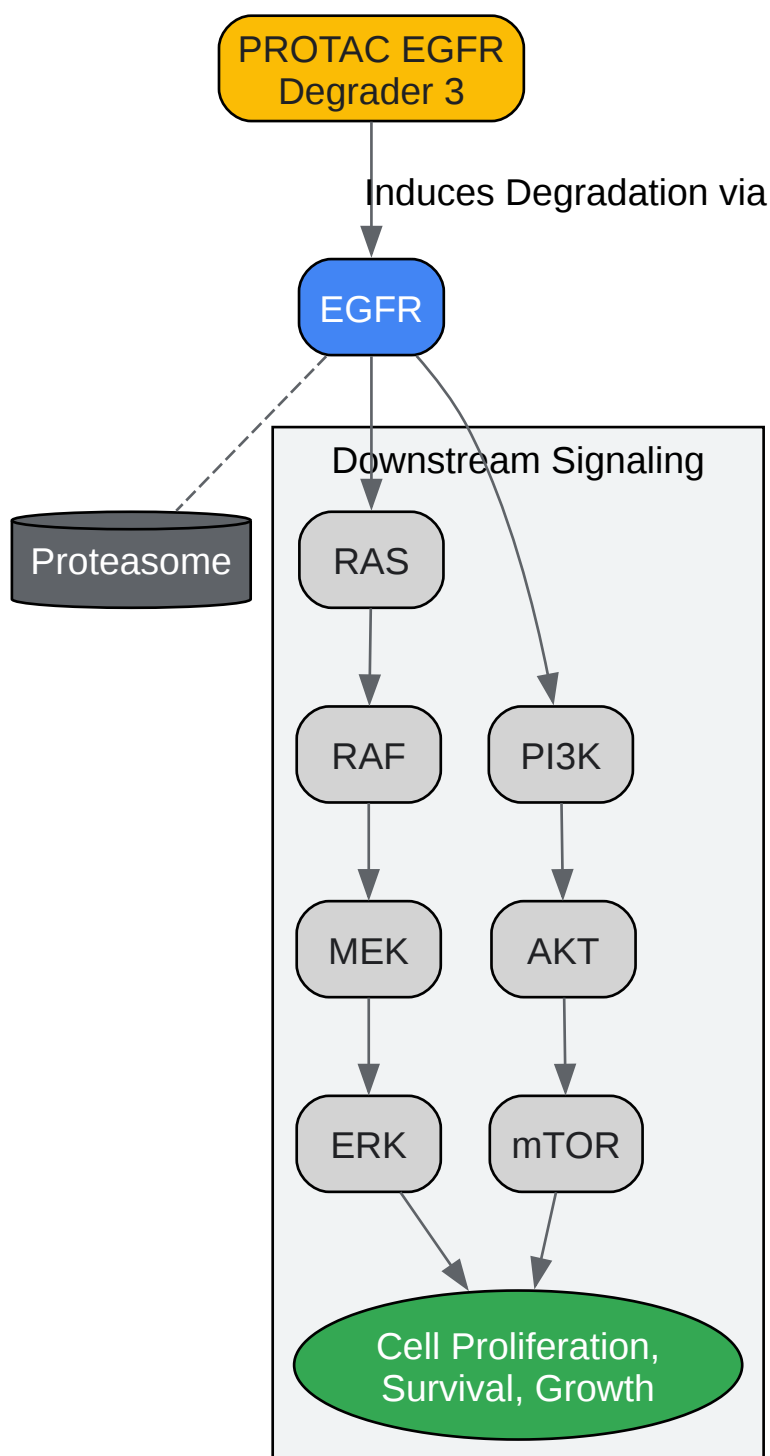 PROTAC EGFR
Degrader 3
Induces Degradation via
EGFR
Downstream Signaling
Proteasome
RAS
RAF
PI3K
MEK
AKT
ERK
mTOR
Cell Proliferation,
Survival, Growth